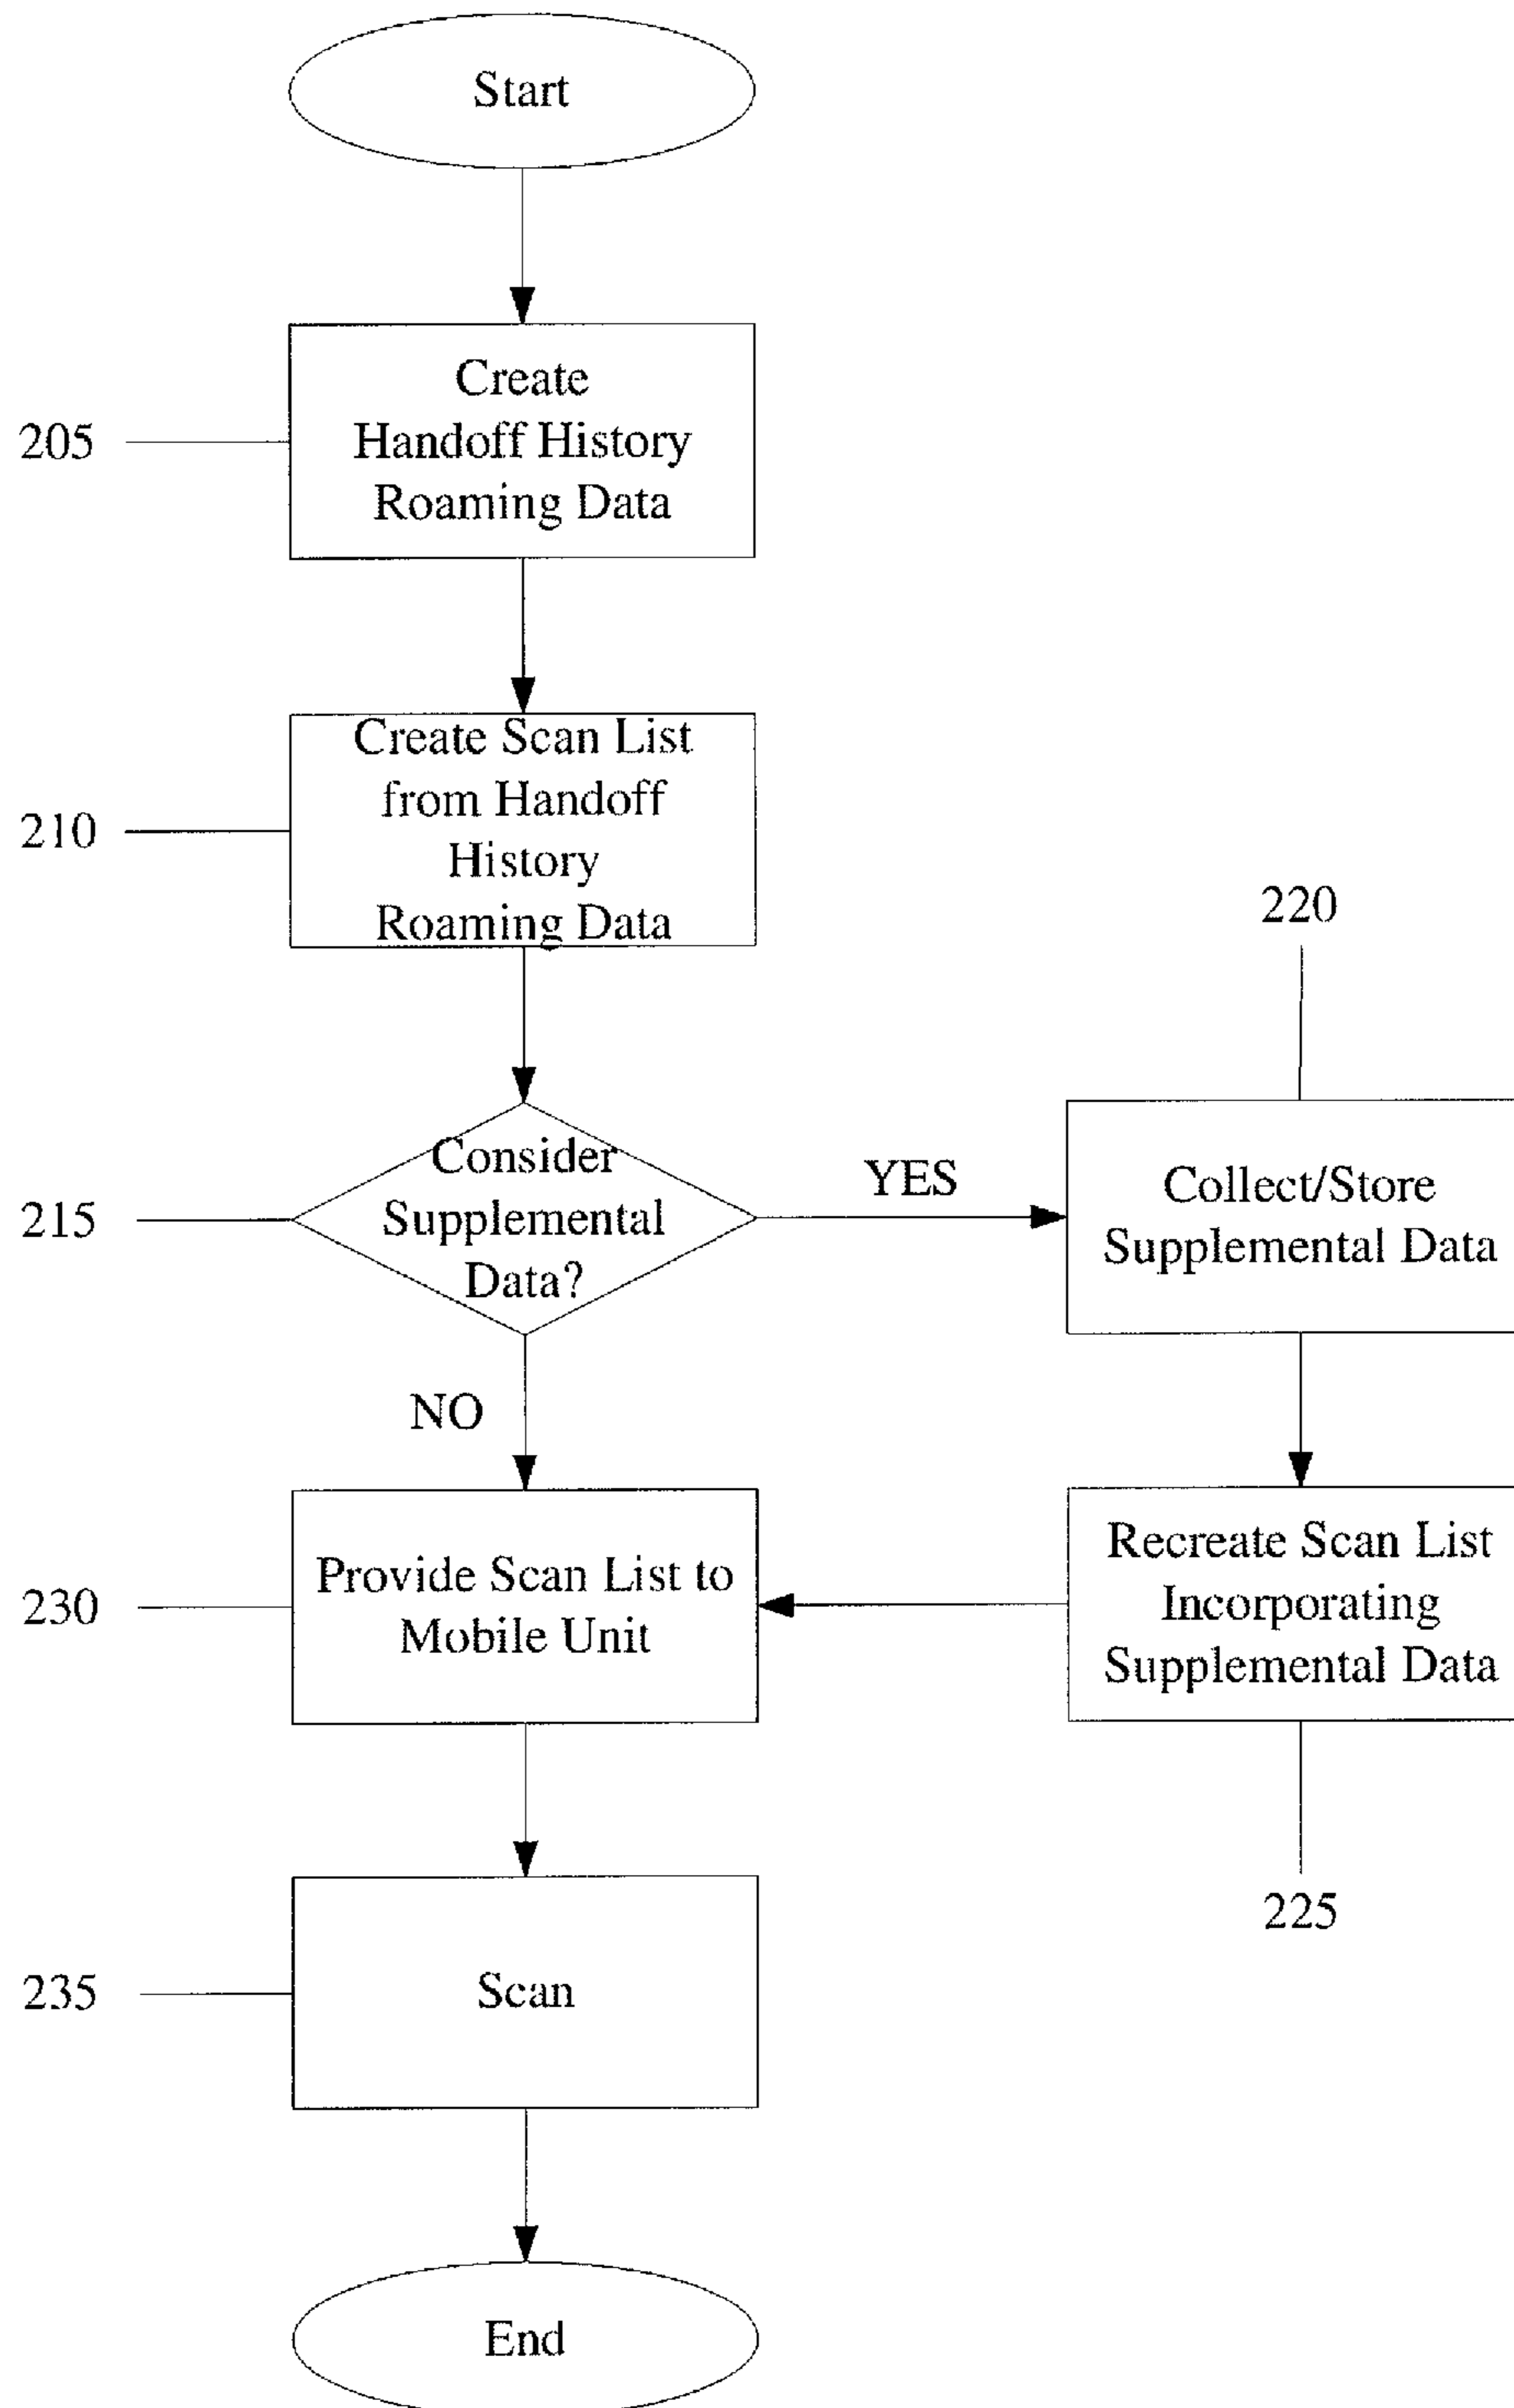 Start
205
Create
Handoff History
Roaming Data
210
Create Scan List
from Handoff
History
Roaming Data
215
Consider
Supplemental
Data?
YES
NO
220
Collect/Store
Supplemental Data
Recreate Scan List
Incorporating
Supplemental Data
225
230
Provide Scan List to
Mobile Unit
235
Scan
End